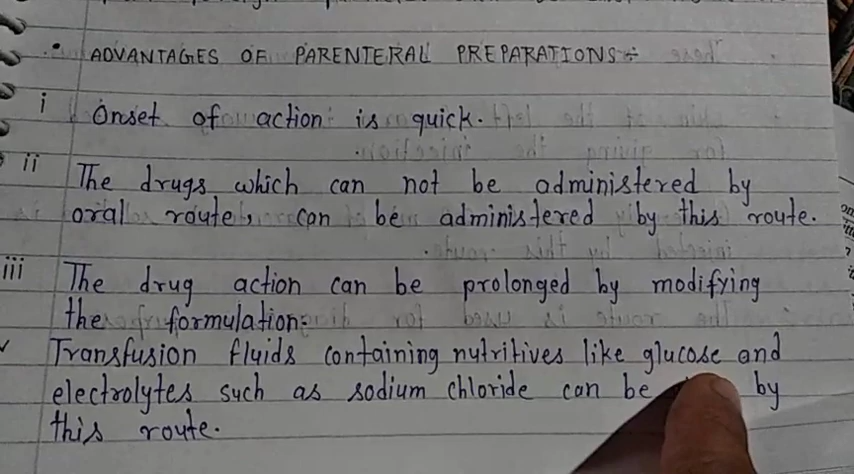 • ADVANTAGES OF PARENTERAL PREPARATIONS ÷
i Onset of action is quick.
ii The drugs which can not be administered by
oral route, can be administered by this route.
iii The drug action can be prolonged by modifying
the formulation:
Transfusion fluids containing nutritives like glucose and
electrolytes such as sodium chloride can be by
this route.